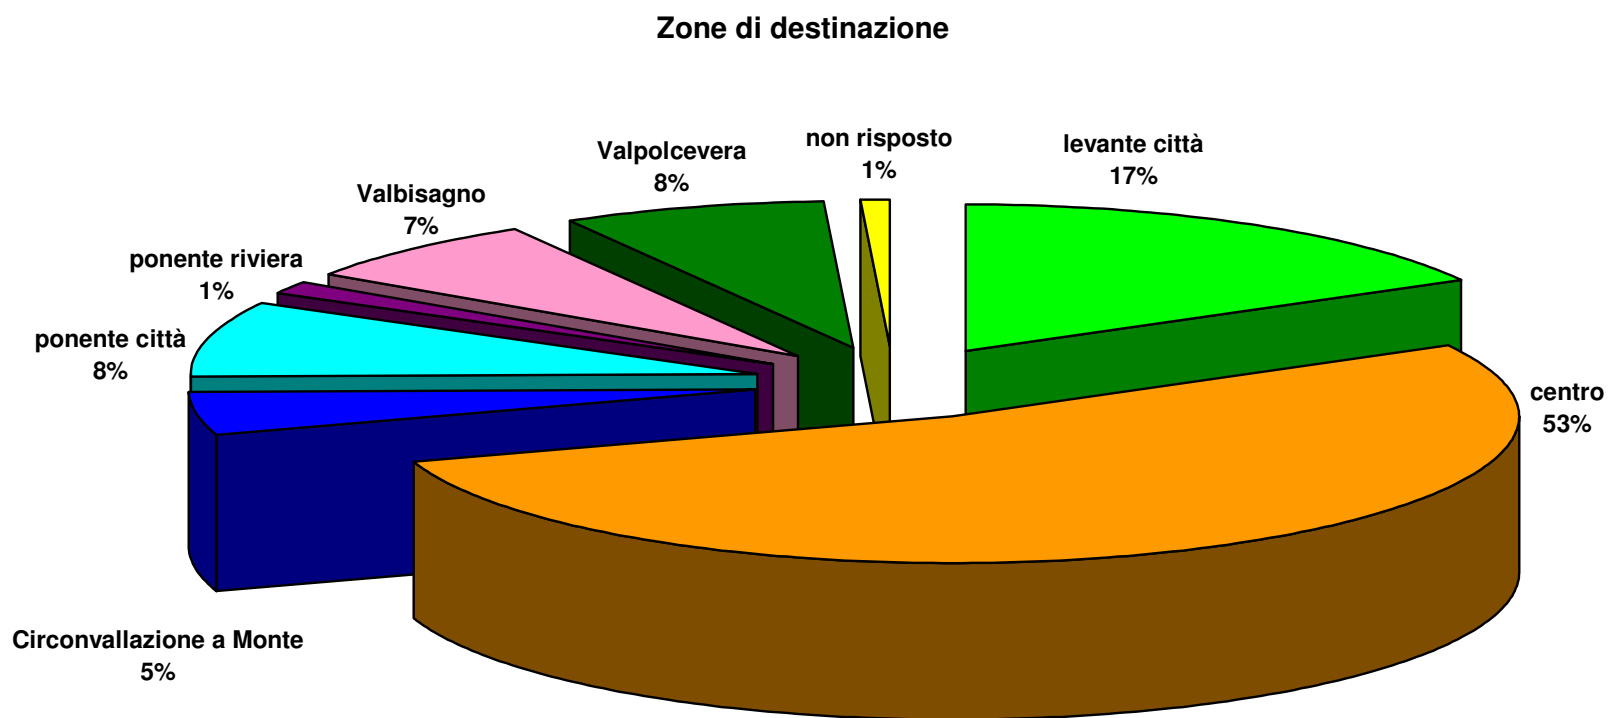 Zone di destinazione
non risposto
1%
levante città
17%
Valpolcevera
8%
Valbisagno
7%
ponente riviera
1%
ponente città
8%
centro
53%
Circonvallazione a Monte
5%